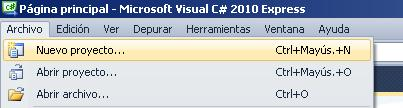 Página principal - Microsoft Visual C# 2010 Express
Archivo Edición Ver Depurar Herramientas Ventana Ayuda
Nuevo proyecto... Ctrl+Mayús.+N
Abrir proyecto... Ctrl+Mayús.+O
Abrir archivo... Ctrl+O